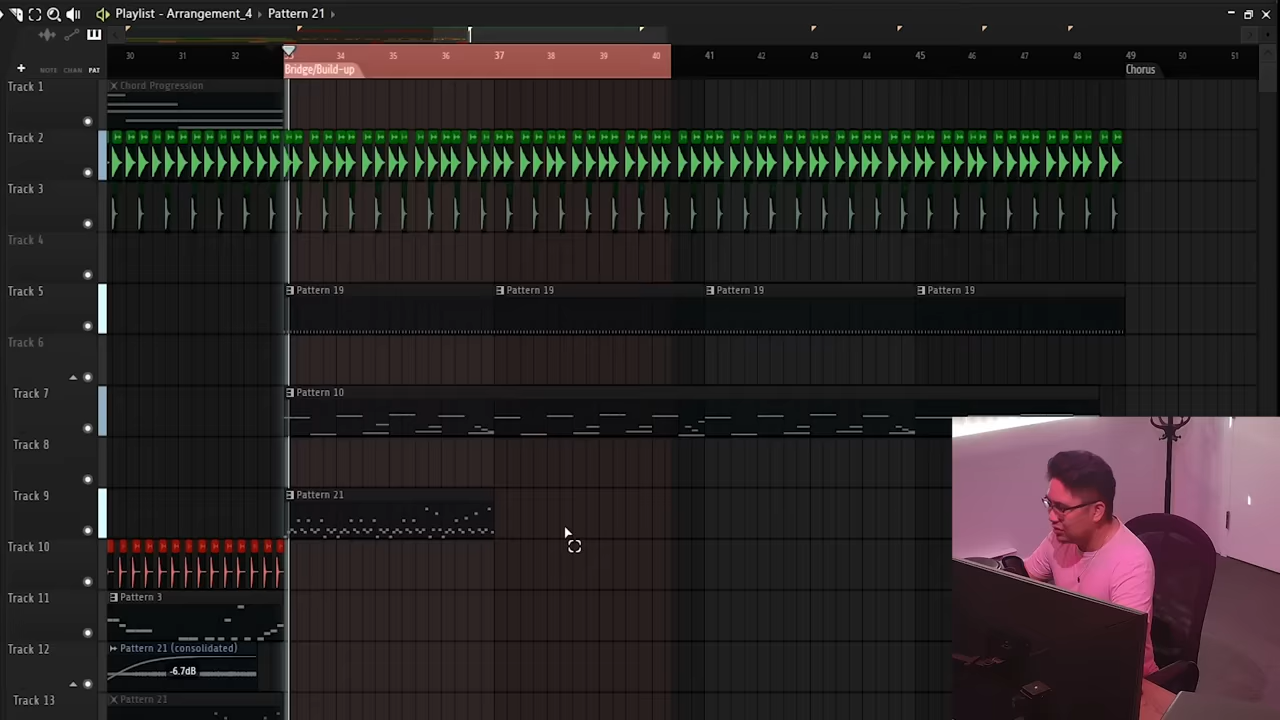 Playlist - Arrangement_4 › Pattern 21 ›
30 31 32 34 35 36 37 38 39 40 41 42 43 44 45 46 47 48 49 50 51
Bridge/Build-up Chorus
NOTE CHAN PAT
Track 1 Chord Progression
Track 2
Track 3
Track 4
Track 5 Pattern 19 Pattern 19 Pattern 19 Pattern 19
Track 6
Track 7 Pattern 10
Track 8
Track 9 Pattern 21
Track 10
Track 11 Pattern 3
Track 12 Pattern 21 (consolidated)
-6.7dB
Track 13 Pattern 21